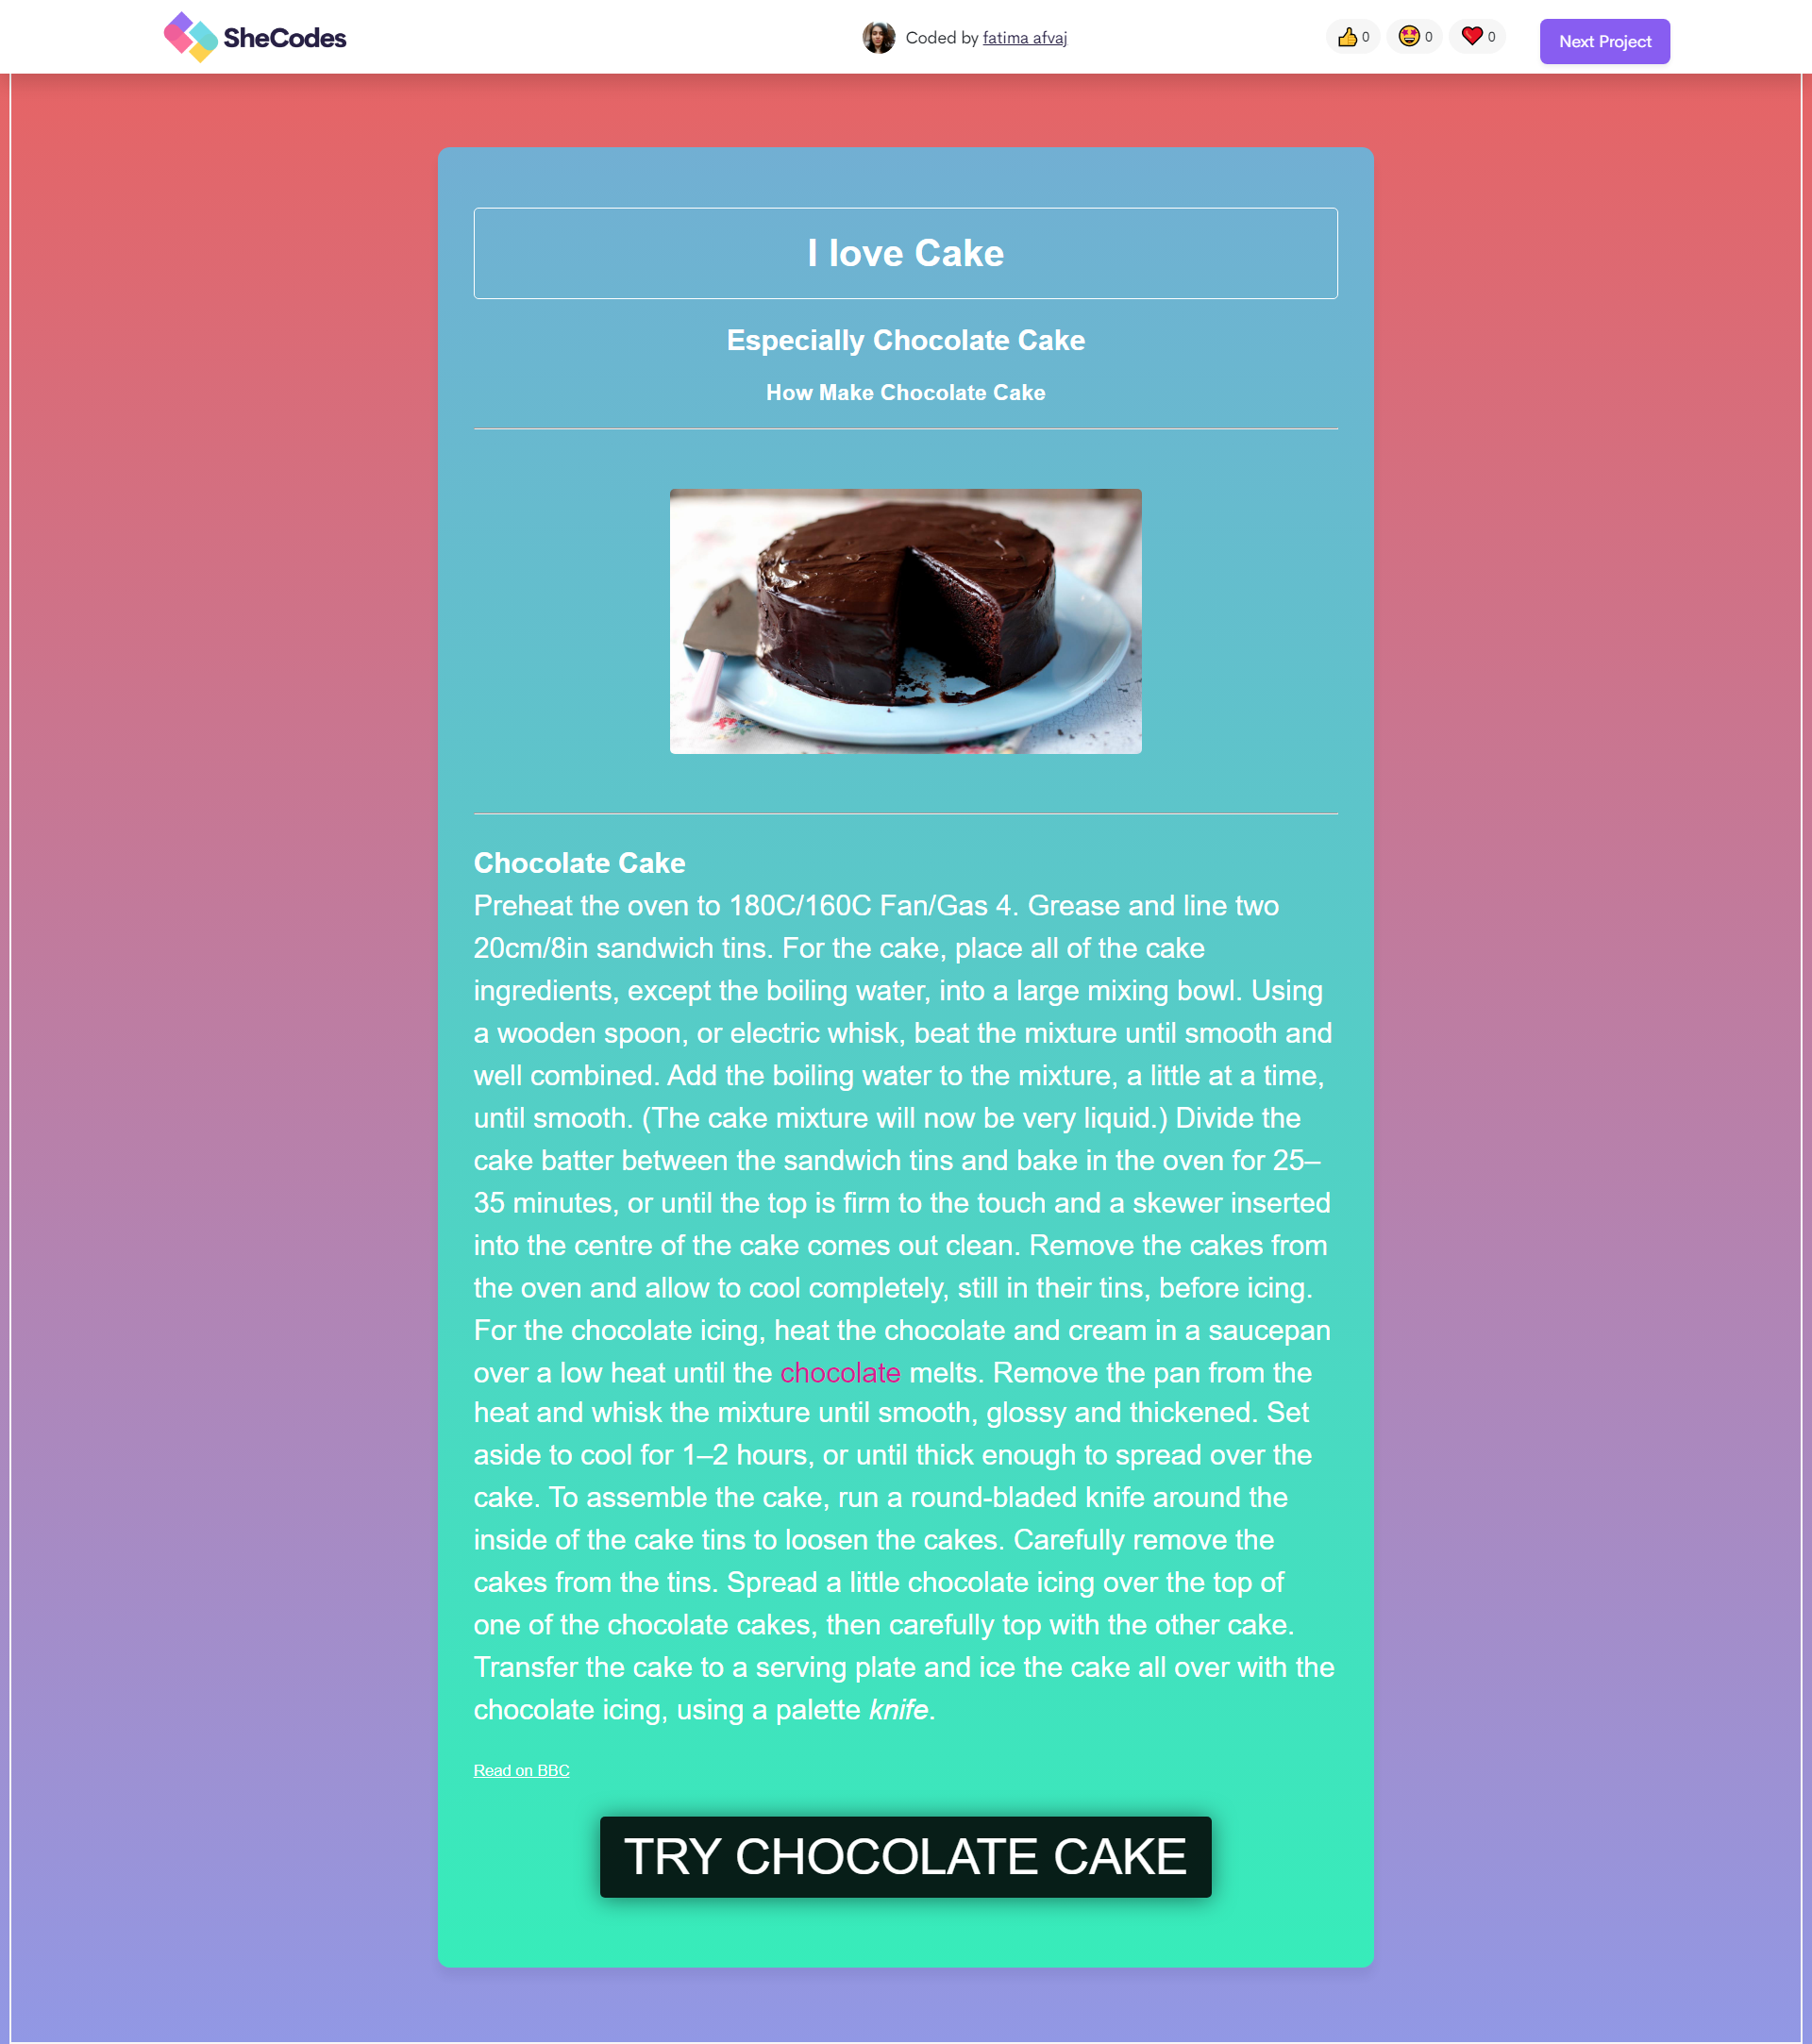 SheCodes
Coded by fatima afvaj
0
0
0
Next Project
I love Cake
Especially Chocolate Cake
How Make Chocolate Cake
Chocolate Cake
Preheat the oven to 180C/160C Fan/Gas 4. Grease and line two
20cm/8in sandwich tins. For the cake, place all of the cake
ingredients, except the boiling water, into a large mixing bowl. Using
a wooden spoon, or electric whisk, beat the mixture until smooth and
well combined. Add the boiling water to the mixture, a little at a time,
until smooth. (The cake mixture will now be very liquid.) Divide the
cake batter between the sandwich tins and bake in the oven for 25–
35 minutes, or until the top is firm to the touch and a skewer inserted
into the centre of the cake comes out clean. Remove the cakes from
the oven and allow to cool completely, still in their tins, before icing.
For the chocolate icing, heat the chocolate and cream in a saucepan
over a low heat until the chocolate melts. Remove the pan from the
heat and whisk the mixture until smooth, glossy and thickened. Set
aside to cool for 1–2 hours, or until thick enough to spread over the
cake. To assemble the cake, run a round-bladed knife around the
inside of the cake tins to loosen the cakes. Carefully remove the
cakes from the tins. Spread a little chocolate icing over the top of
one of the chocolate cakes, then carefully top with the other cake.
Transfer the cake to a serving plate and ice the cake all over with the
chocolate icing, using a palette knife.
Read on BBC
TRY CHOCOLATE CAKE